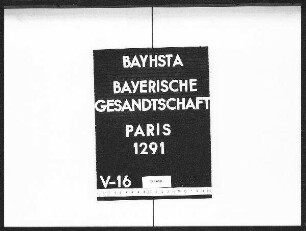 BAYHSTA
BAYERISCHE
GESANDTSCHAFT
PARIS
1291
V-16